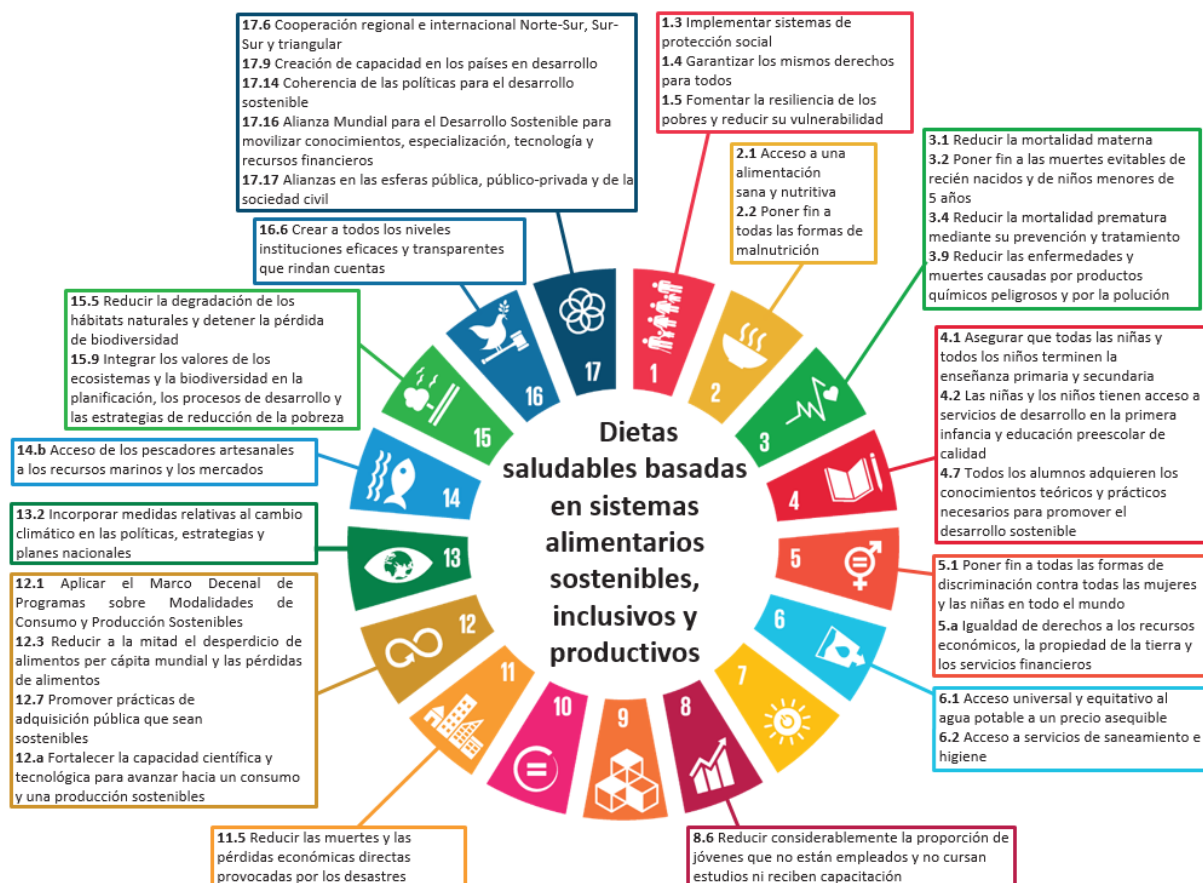 17.6 Cooperación regional e internacional Norte-Sur, Sur-
Sur y triangular
17.9 Creación de capacidad en los países en desarrollo
17.14 Coherencia de las políticas para el desarrollo
sostenible
17.16 Alianza Mundial para el Desarrollo Sostenible para
movilizar conocimientos, especialización, tecnología y
recursos financieros
17.17 Alianzas en las esferas pública, público-privada y de la
sociedad civil
1.3 Implementar sistemas de
protección social
1.4 Garantizar los mismos derechos
para todos
1.5 Fomentar la resiliencia de los
pobres y reducir su vulnerabilidad
2.1 Acceso a una
alimentación
sana y nutritiva
2.2 Poner fin a
todas las formas de
malnutrición
3.1 Reducir la mortalidad materna
3.2 Poner fin a las muertes evitables de
recién nacidos y de niños menores de
5 años
3.4 Reducir la mortalidad prematura
mediante su prevención y tratamiento
3.9 Reducir las enfermedades y
muertes causadas por productos
químicos peligrosos y por la polución
4.1 Asegurar que todas las niñas y
todos los niños terminen la
enseñanza primaria y secundaria
4.2 Las niñas y los niños tienen acceso a
servicios de desarrollo en la primera
infancia y educación preescolar de
calidad
4.7 Todos los alumnos adquieren los
conocimientos teóricos y prácticos
necesarios para promover el
desarrollo sostenible
5.1 Poner fin a todas las formas de
discriminación contra todas las mujeres
y las niñas en todo el mundo
5.a Igualdad de derechos a los recursos
económicos, la propiedad de la tierra y
los servicios financieros
6.1 Acceso universal y equitativo al
agua potable a un precio asequible
6.2 Acceso a servicios de saneamiento e
higiene
8.6 Reducir considerablemente la proporción de
jóvenes que no están empleados y no cursan
estudios ni reciben capacitación
11.5 Reducir las muertes y las
pérdidas económicas directas
provocadas por los desastres
12.1 Aplicar el Marco Decenal de
Programas sobre Modalidades de
Consumo y Producción Sostenibles
12.3 Reducir a la mitad el desperdicio de
alimentos per cápita mundial y las pérdidas
de alimentos
12.7 Promover prácticas de
adquisición pública que sean
sostenibles
12.a Fortalecer la capacidad científica y
tecnológica para avanzar hacia un consumo
y una producción sostenibles
13.2 Incorporar medidas relativas al cambio
climático en las políticas, estrategias y
planes nacionales
14.b Acceso de los pescadores artesanales
a los recursos marinos y los mercados
15.5 Reducir la degradación de los
hábitats naturales y detener la pérdida
de biodiversidad
15.9 Integrar los valores de los
ecosistemas y la biodiversidad en la
planificación, los procesos de desarrollo y
las estrategias de reducción de la pobreza
16.6 Crear a todos los niveles
instituciones eficaces y transparentes
que rindan cuentas
1
2
3
4
5
6
7
8
9
10
11
12
13
14
15
16
17
Dietas
saludables basadas
en sistemas
alimentarios
sostenibles,
inclusivos y
productivos